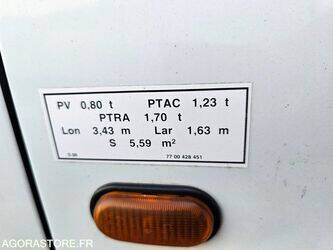 © AGORASTORE
PV 0,80 t PTAC 1,23 t
PTRA 1,70 t
Lon 3,43 m Lar 1,63 m
S 5,59 m²
77 00 428 451
AGORASTORE.FR